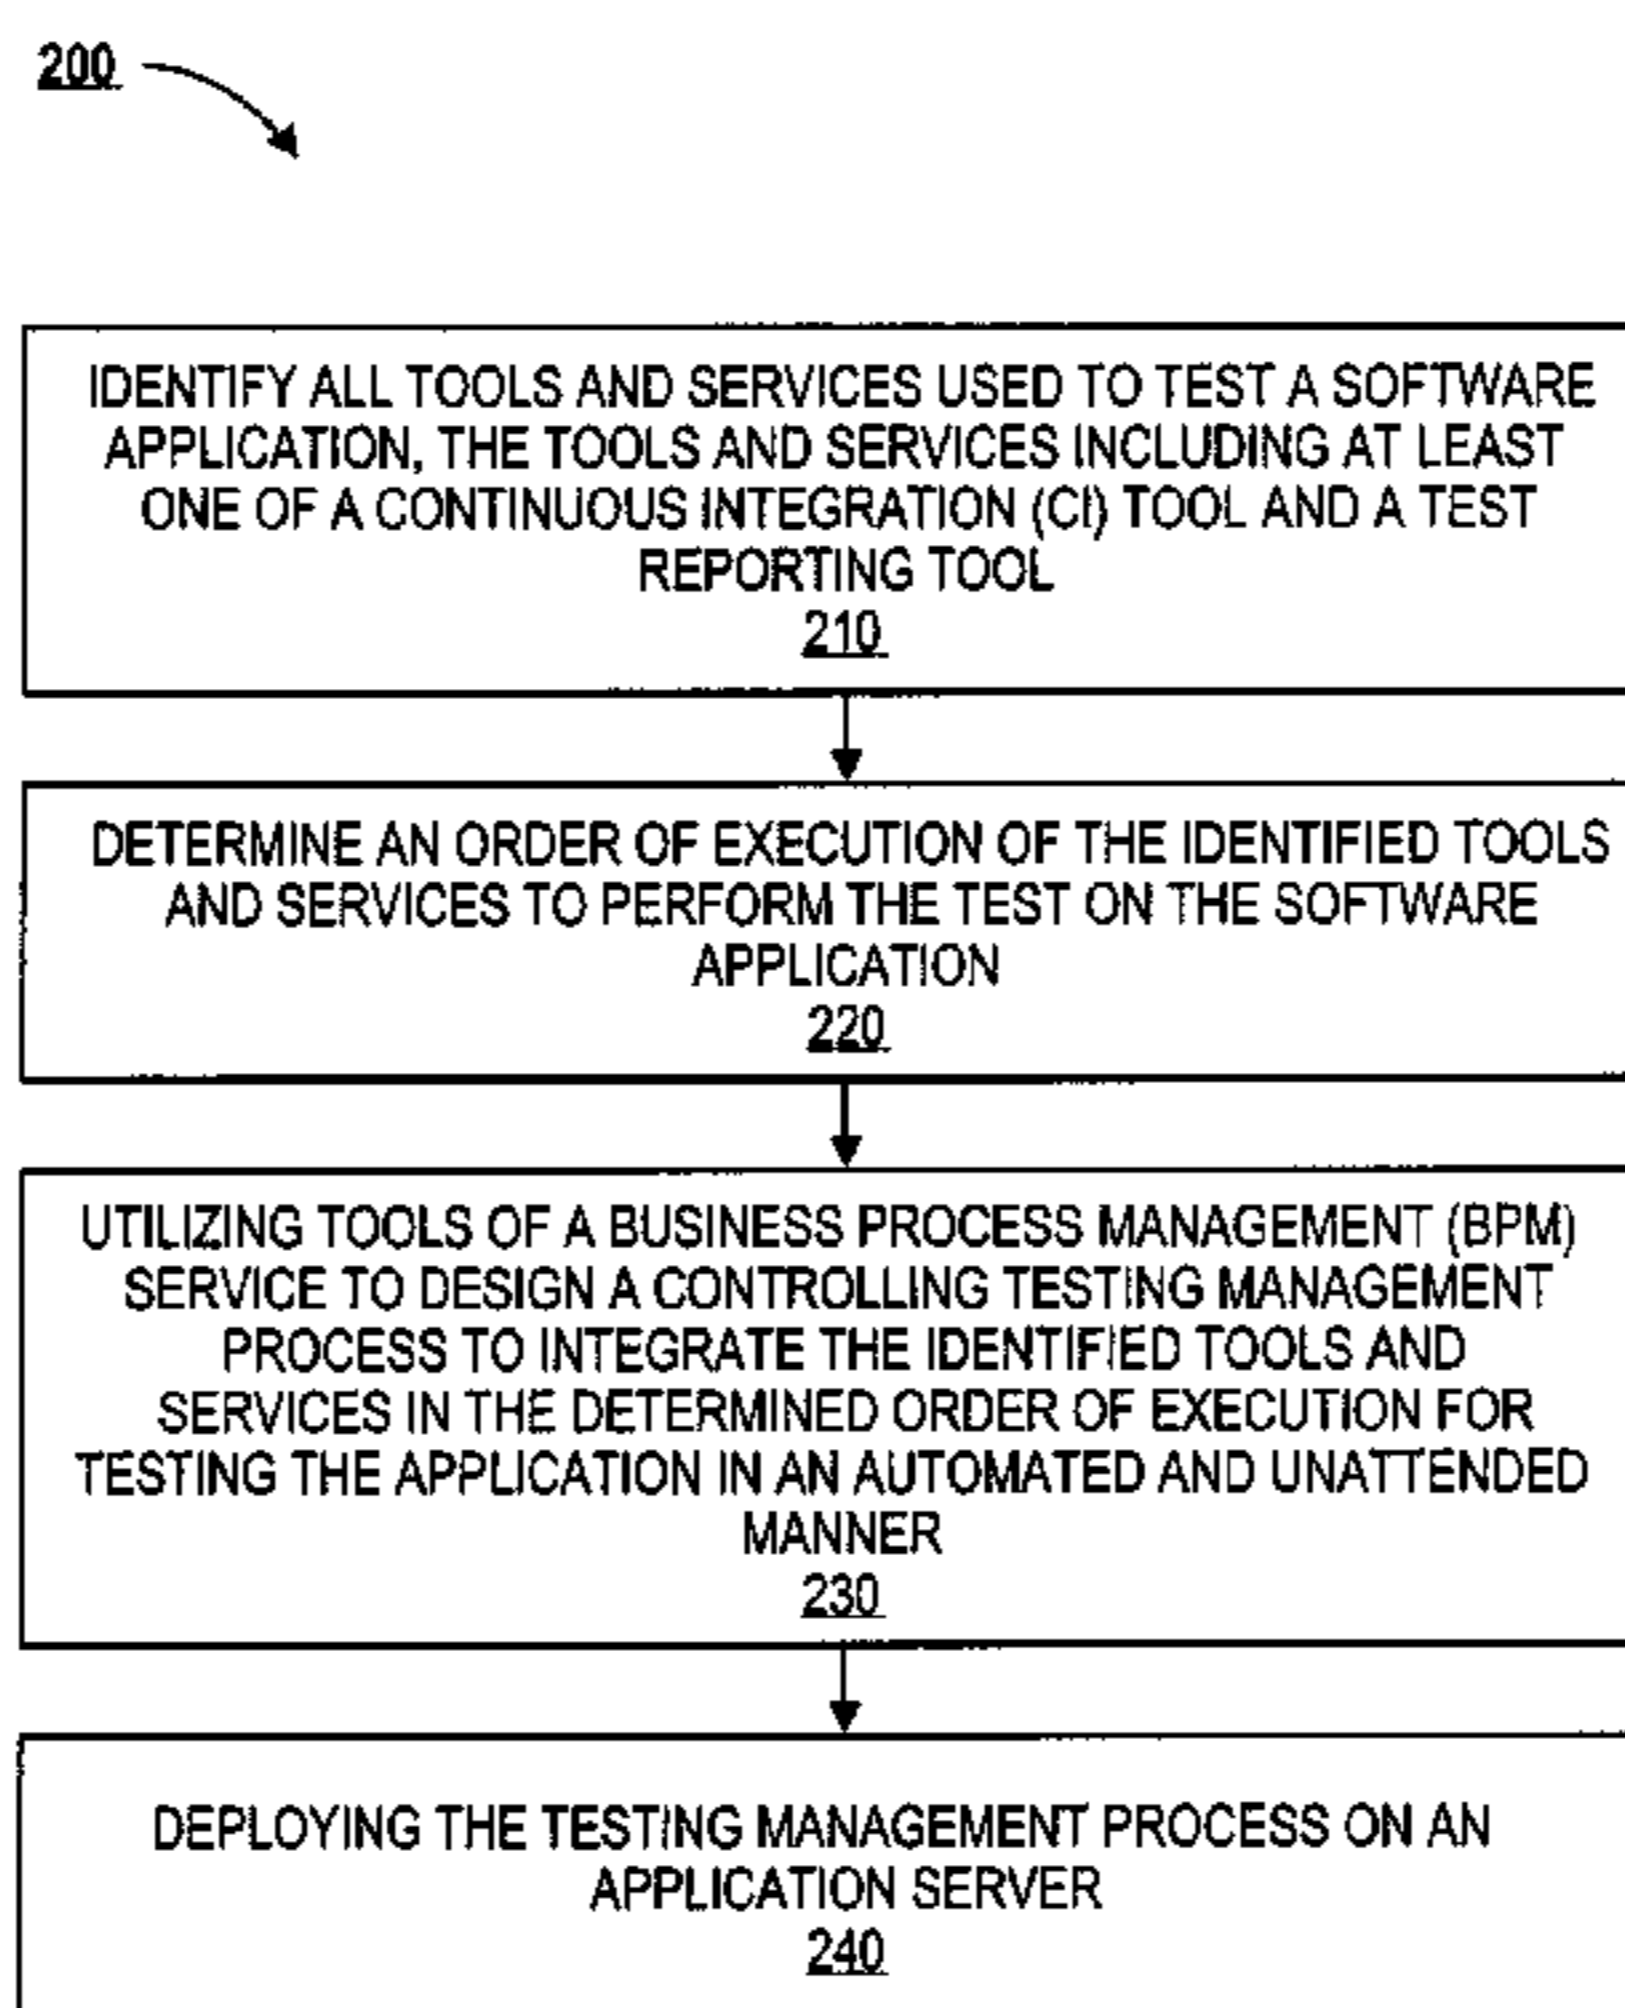 200
IDENTIFY ALL TOOLS AND SERVICES USED TO TEST A SOFTWARE
APPLICATION, THE TOOLS AND SERVICES INCLUDING AT LEAST
ONE OF A CONTINUOUS INTEGRATION (CI) TOOL AND A TEST
REPORTING TOOL
210
DETERMINE AN ORDER OF EXECUTION OF THE IDENTIFIED TOOLS
AND SERVICES TO PERFORM THE TEST ON THE SOFTWARE
APPLICATION
220
UTILIZING TOOLS OF A BUSINESS PROCESS MANAGEMENT (BPM)
SERVICE TO DESIGN A CONTROLLING TESTING MANAGEMENT
PROCESS TO INTEGRATE THE IDENTIFIED TOOLS AND
SERVICES IN THE DETERMINED ORDER OF EXECUTION FOR
TESTING THE APPLICATION IN AN AUTOMATED AND UNATTENDED
MANNER
230
DEPLOYING THE TESTING MANAGEMENT PROCESS ON AN
APPLICATION SERVER
240